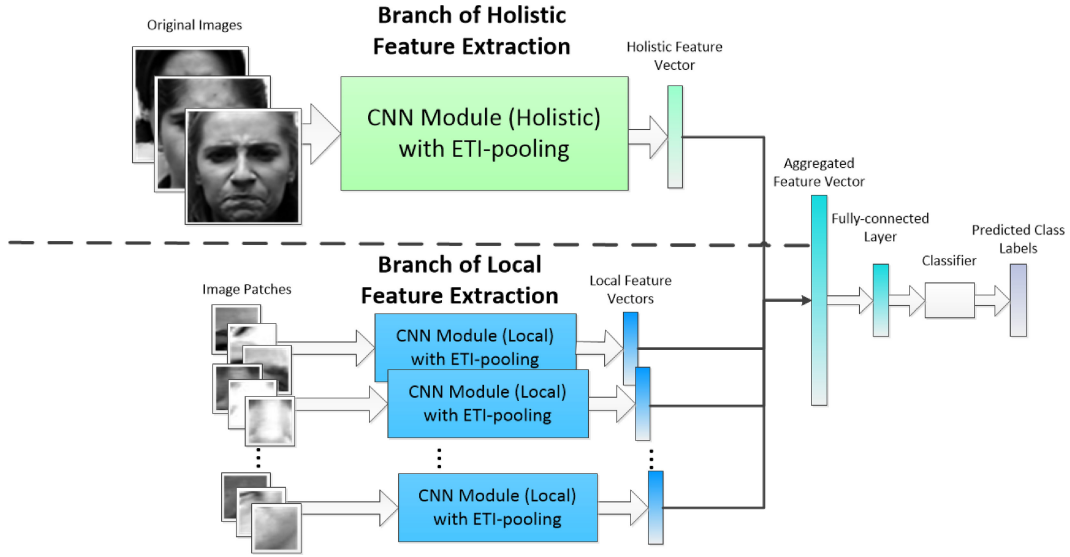 Original Images
Branch of Holistic
Feature Extraction
CNN Module (Holistic)
with ETI-pooling
Holistic Feature
Vector
Aggregated
Feature Vector
Fully-connected
Layer
Classifier
Predicted Class
Labels
Branch of Local
Feature Extraction
Image Patches
Local Feature
Vectors
CNN Module (Local)
with ETI-pooling
CNN Module (Local)
with ETI-pooling
CNN Module (Local)
with ETI-pooling